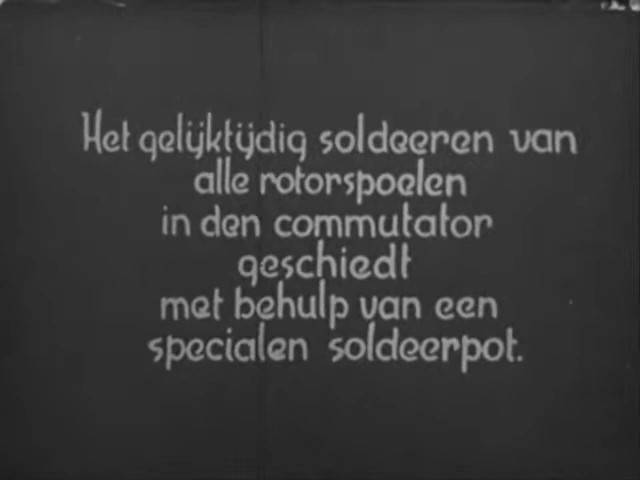 Het gelijktijdig soldeeren van
alle rotorspoelen
in den commutator
geschiedt
met behulp van een
specialen soldeerpot.